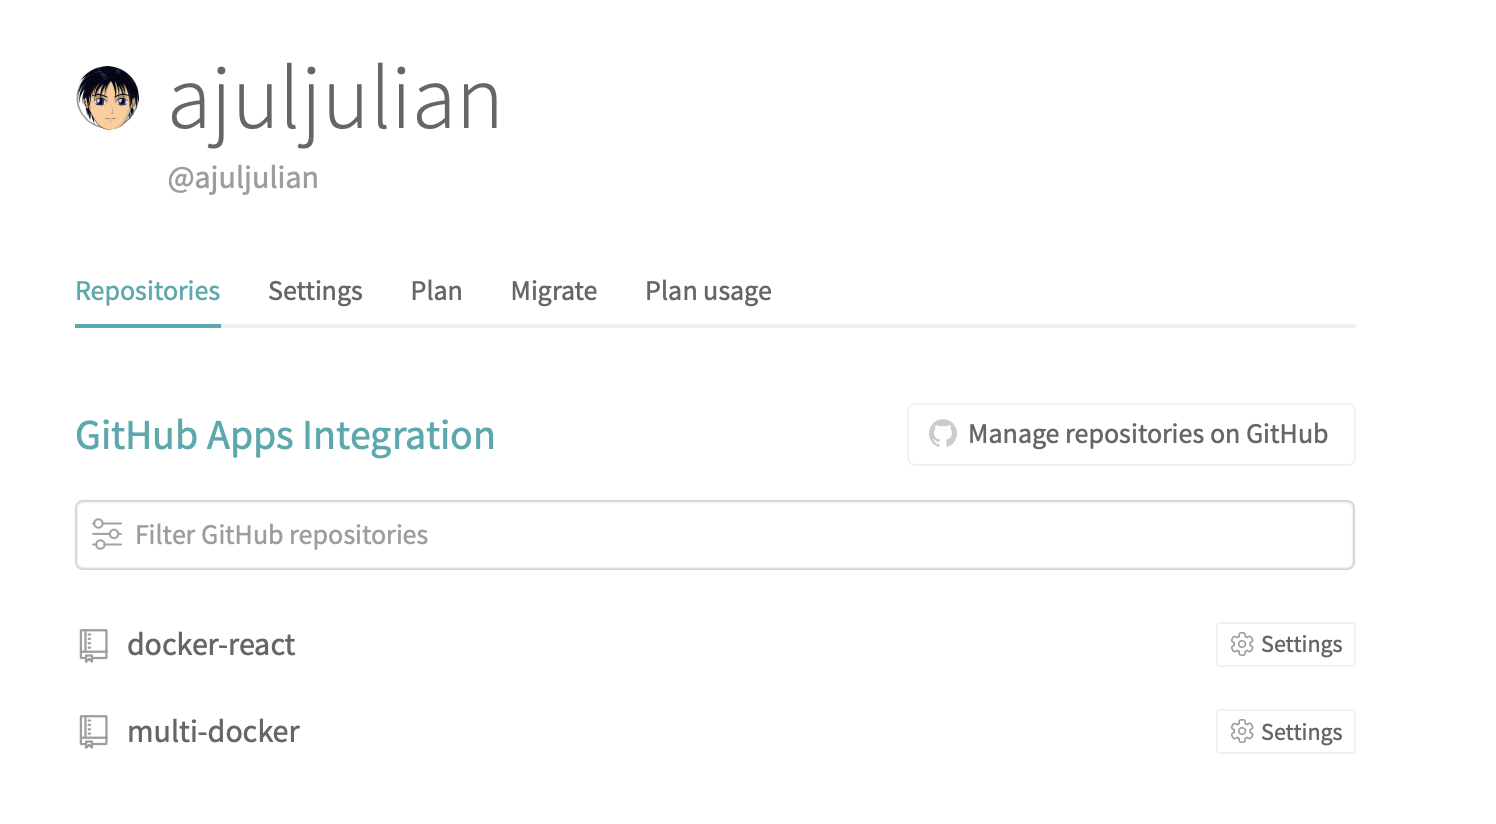 ajuljulian
@ajuljulian
Repositories Settings Plan Migrate Plan usage
GitHub Apps Integration Manage repositories on GitHub
Filter GitHub repositories
docker-react Settings
multi-docker Settings